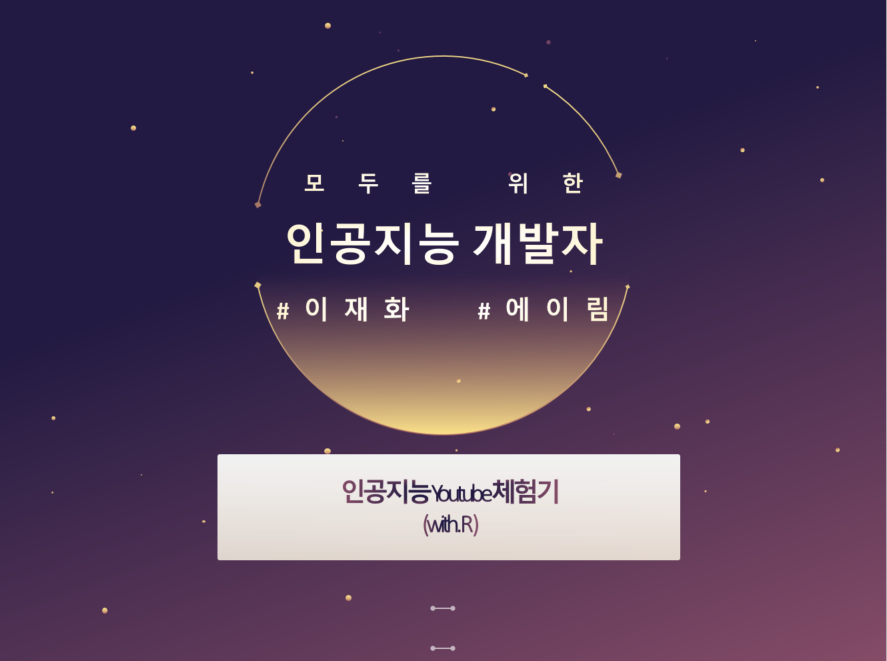 모두를 위한
인공지능 개발자
# 이재화 # 에이림
인공지능Youtube체험기
(with.R)